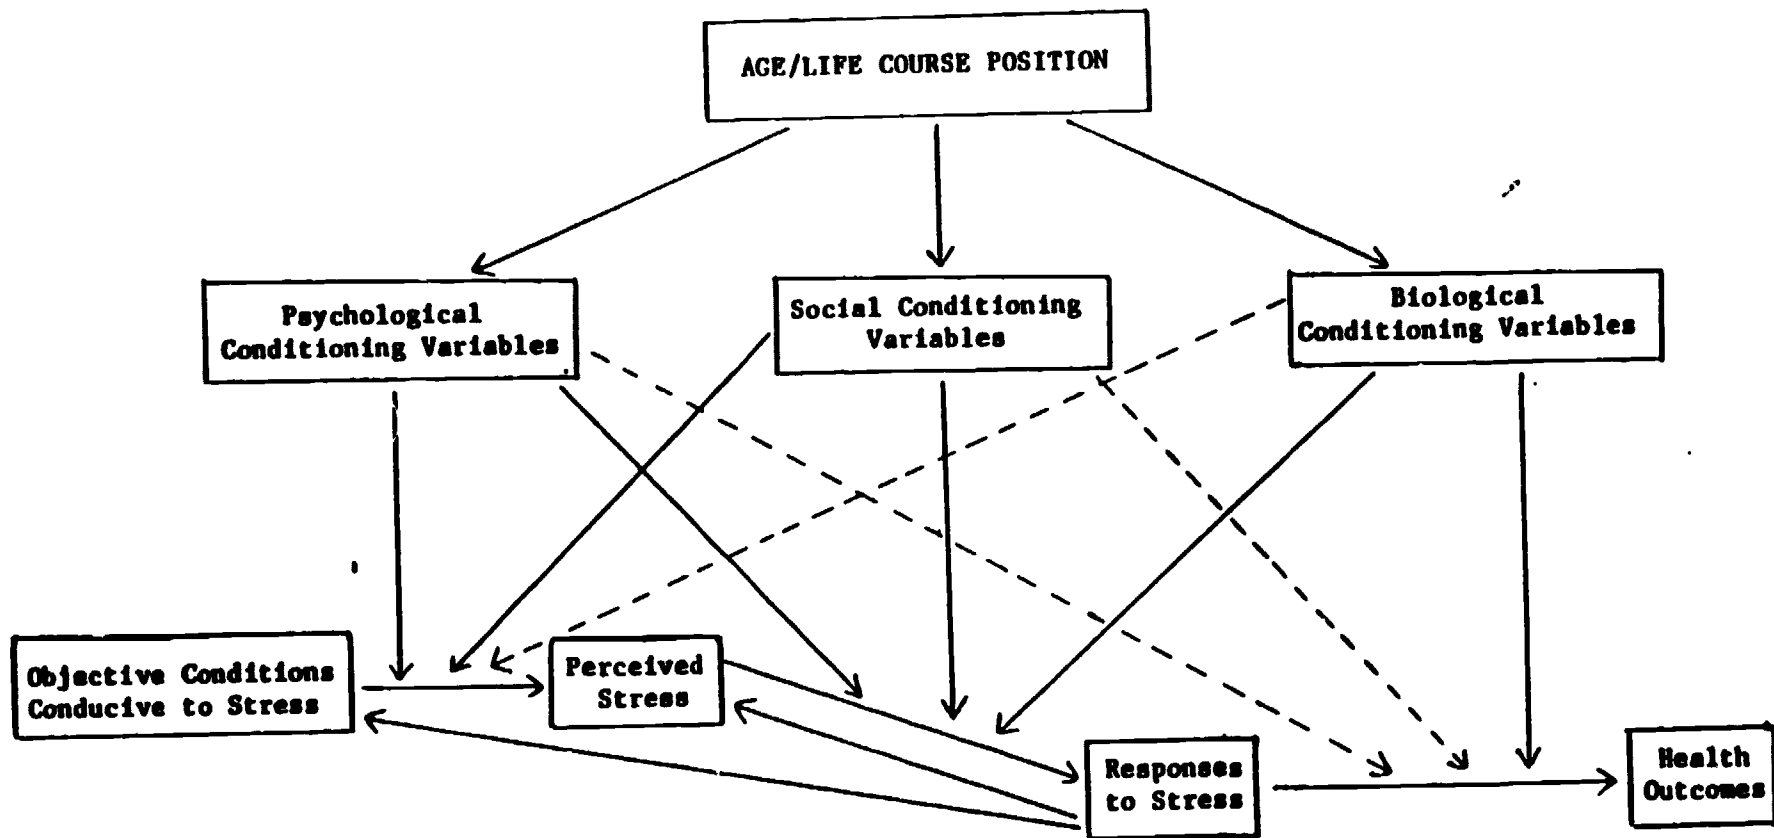 AGE/LIFE COURSE POSITION
Psychological
Conditioning Variables
Social Conditioning
Variables
Biological
Conditioning Variables
Objective Conditions
Conducive to Stress
Perceived
Stress
Responses
to Stress
Health
Outcomes